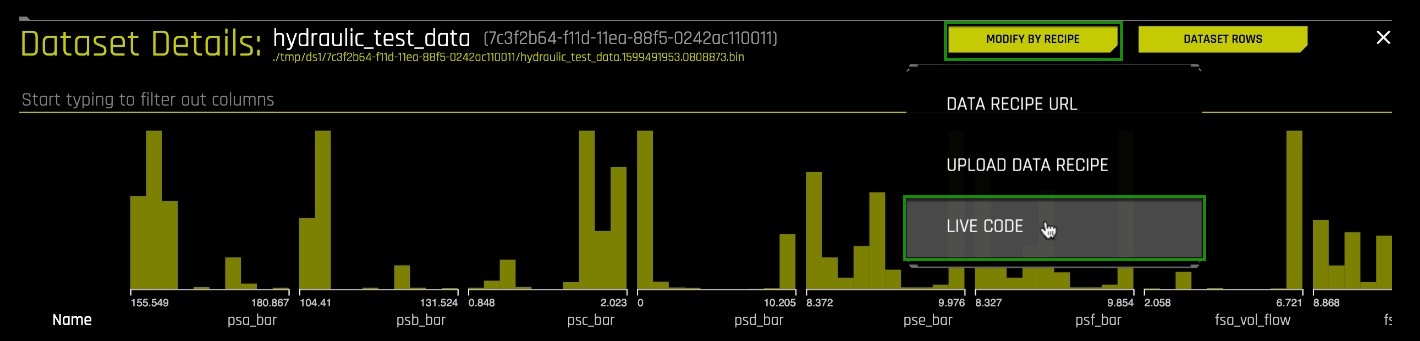 Dataset Details: hydraulic_test_data (7c3f2b64-f11d-11ea-88f5-0242ac110011)
./tmp/ds1/7c3f2b64-f11d-11ea-88f5-0242ac110011/hydraulic_test_data.1599491953.0808873.bin
MODIFY BY RECIPE
DATASET ROWS
DATA RECIPE URL
UPLOAD DATA RECIPE
LIVE CODE
Start typing to filter out columns
155.549 180.867 104.41 131.524 0.848 2.023 0 10.205 8.372 9.976 8.327 9.854 2.058 6.721 8.868
Name psa_bar psb_bar psc_bar psd_bar pse_bar psf_bar fsa_vol_flow fs